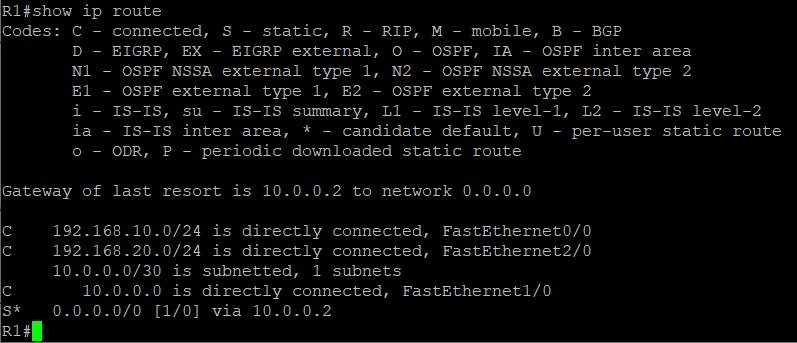 R1#show ip route
Codes: C - connected, S - static, R - RIP, M - mobile, B - BGP
       D - EIGRP, EX - EIGRP external, O - OSPF, IA - OSPF inter area
       N1 - OSPF NSSA external type 1, N2 - OSPF NSSA external type 2
       E1 - OSPF external type 1, E2 - OSPF external type 2
       i - IS-IS, su - IS-IS summary, L1 - IS-IS level-1, L2 - IS-IS level-2
       ia - IS-IS inter area, * - candidate default, U - per-user static route
       o - ODR, P - periodic downloaded static route
Gateway of last resort is 10.0.0.2 to network 0.0.0.0
C    192.168.10.0/24 is directly connected, FastEthernet0/0
C    192.168.20.0/24 is directly connected, FastEthernet2/0
     10.0.0.0/30 is subnetted, 1 subnets
C       10.0.0.0 is directly connected, FastEthernet1/0
S*   0.0.0.0/0 [1/0] via 10.0.0.2
R1#